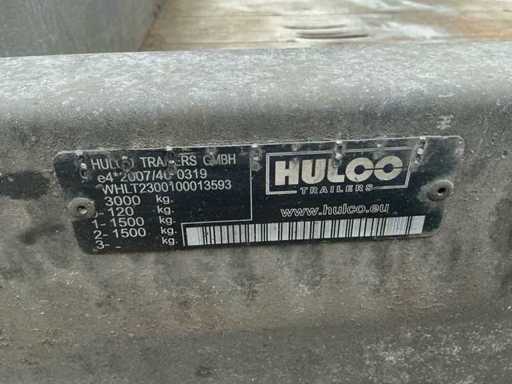 HULCO TRAILERS GMBH
e4*2007/46*0319
WHLT2300100013593
3000 kg.
0- 120 kg.
1- 1500 kg.
2- 1500 kg.
3- - kg.
HULCO
TRAILERS
www.hulco.eu